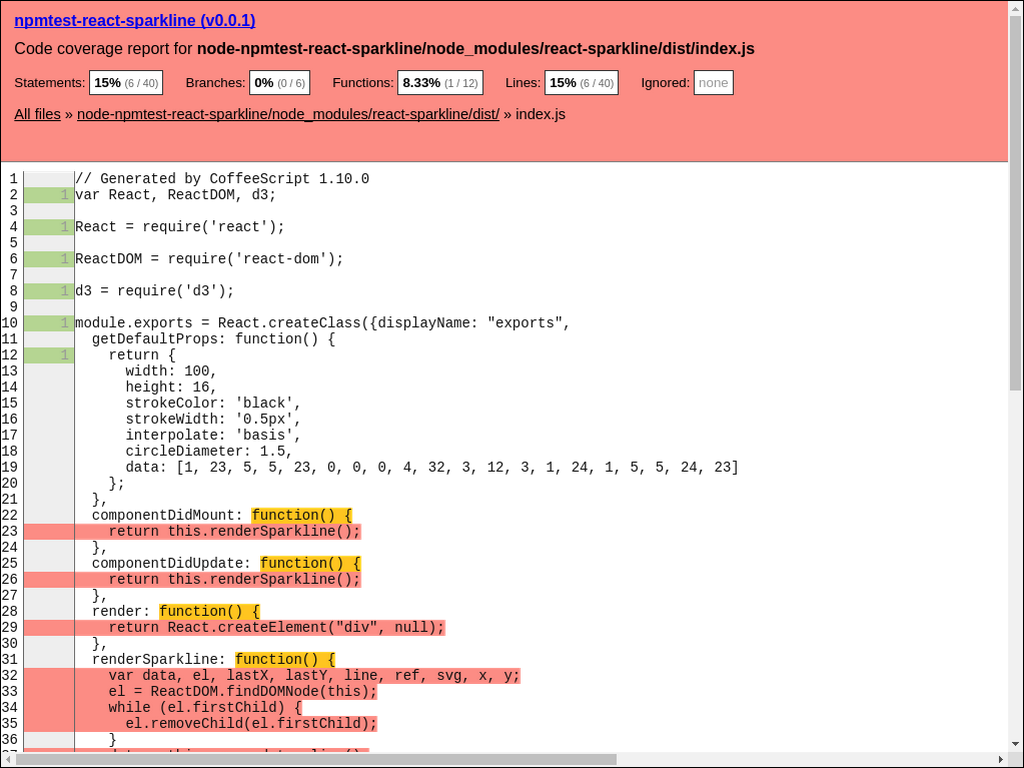 npmtest-react-sparkline (v0.0.1)
Code coverage report for node-npmtest-react-sparkline/node_modules/react-sparkline/dist/index.js
Statements: 15% (6 / 40) Branches: 0% (0 / 6) Functions: 8.33% (1 / 12) Lines: 15% (6 / 40) Ignored: none
All files » node-npmtest-react-sparkline/node_modules/react-sparkline/dist/ » index.js
1 // Generated by CoffeeScript 1.10.0
2 1 var React, ReactDOM, d3;
3
4 1 React = require('react');
5
6 1 ReactDOM = require('react-dom');
7
8 1 d3 = require('d3');
9
10 1 module.exports = React.createClass({displayName: "exports",
11 getDefaultProps: function() {
12 1 return {
13 width: 100,
14 height: 16,
15 strokeColor: 'black',
16 strokeWidth: '0.5px',
17 interpolate: 'basis',
18 circleDiameter: 1.5,
19 data: [1, 23, 5, 5, 23, 0, 0, 0, 4, 32, 3, 12, 3, 1, 24, 1, 5, 5, 24, 23]
20 };
21 },
22 componentDidMount: function() {
23 return this.renderSparkline();
24 },
25 componentDidUpdate: function() {
26 return this.renderSparkline();
27 },
28 render: function() {
29 return React.createElement("div", null);
30 },
31 renderSparkline: function() {
32 var data, el, lastX, lastY, line, ref, svg, x, y;
33 el = ReactDOM.findDOMNode(this);
34 while (el.firstChild) {
35 el.removeChild(el.firstChild);
36 }